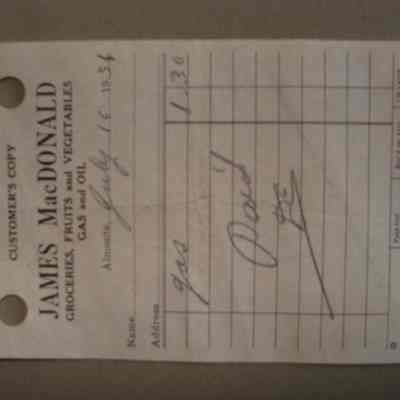 CUSTOMER'S COPY
JAMES MacDONALD
GROCERIES, FRUITS and VEGETABLES
GAS and OIL
Almonte, July 16 1936
Name
Address
gas 1.30
Paid